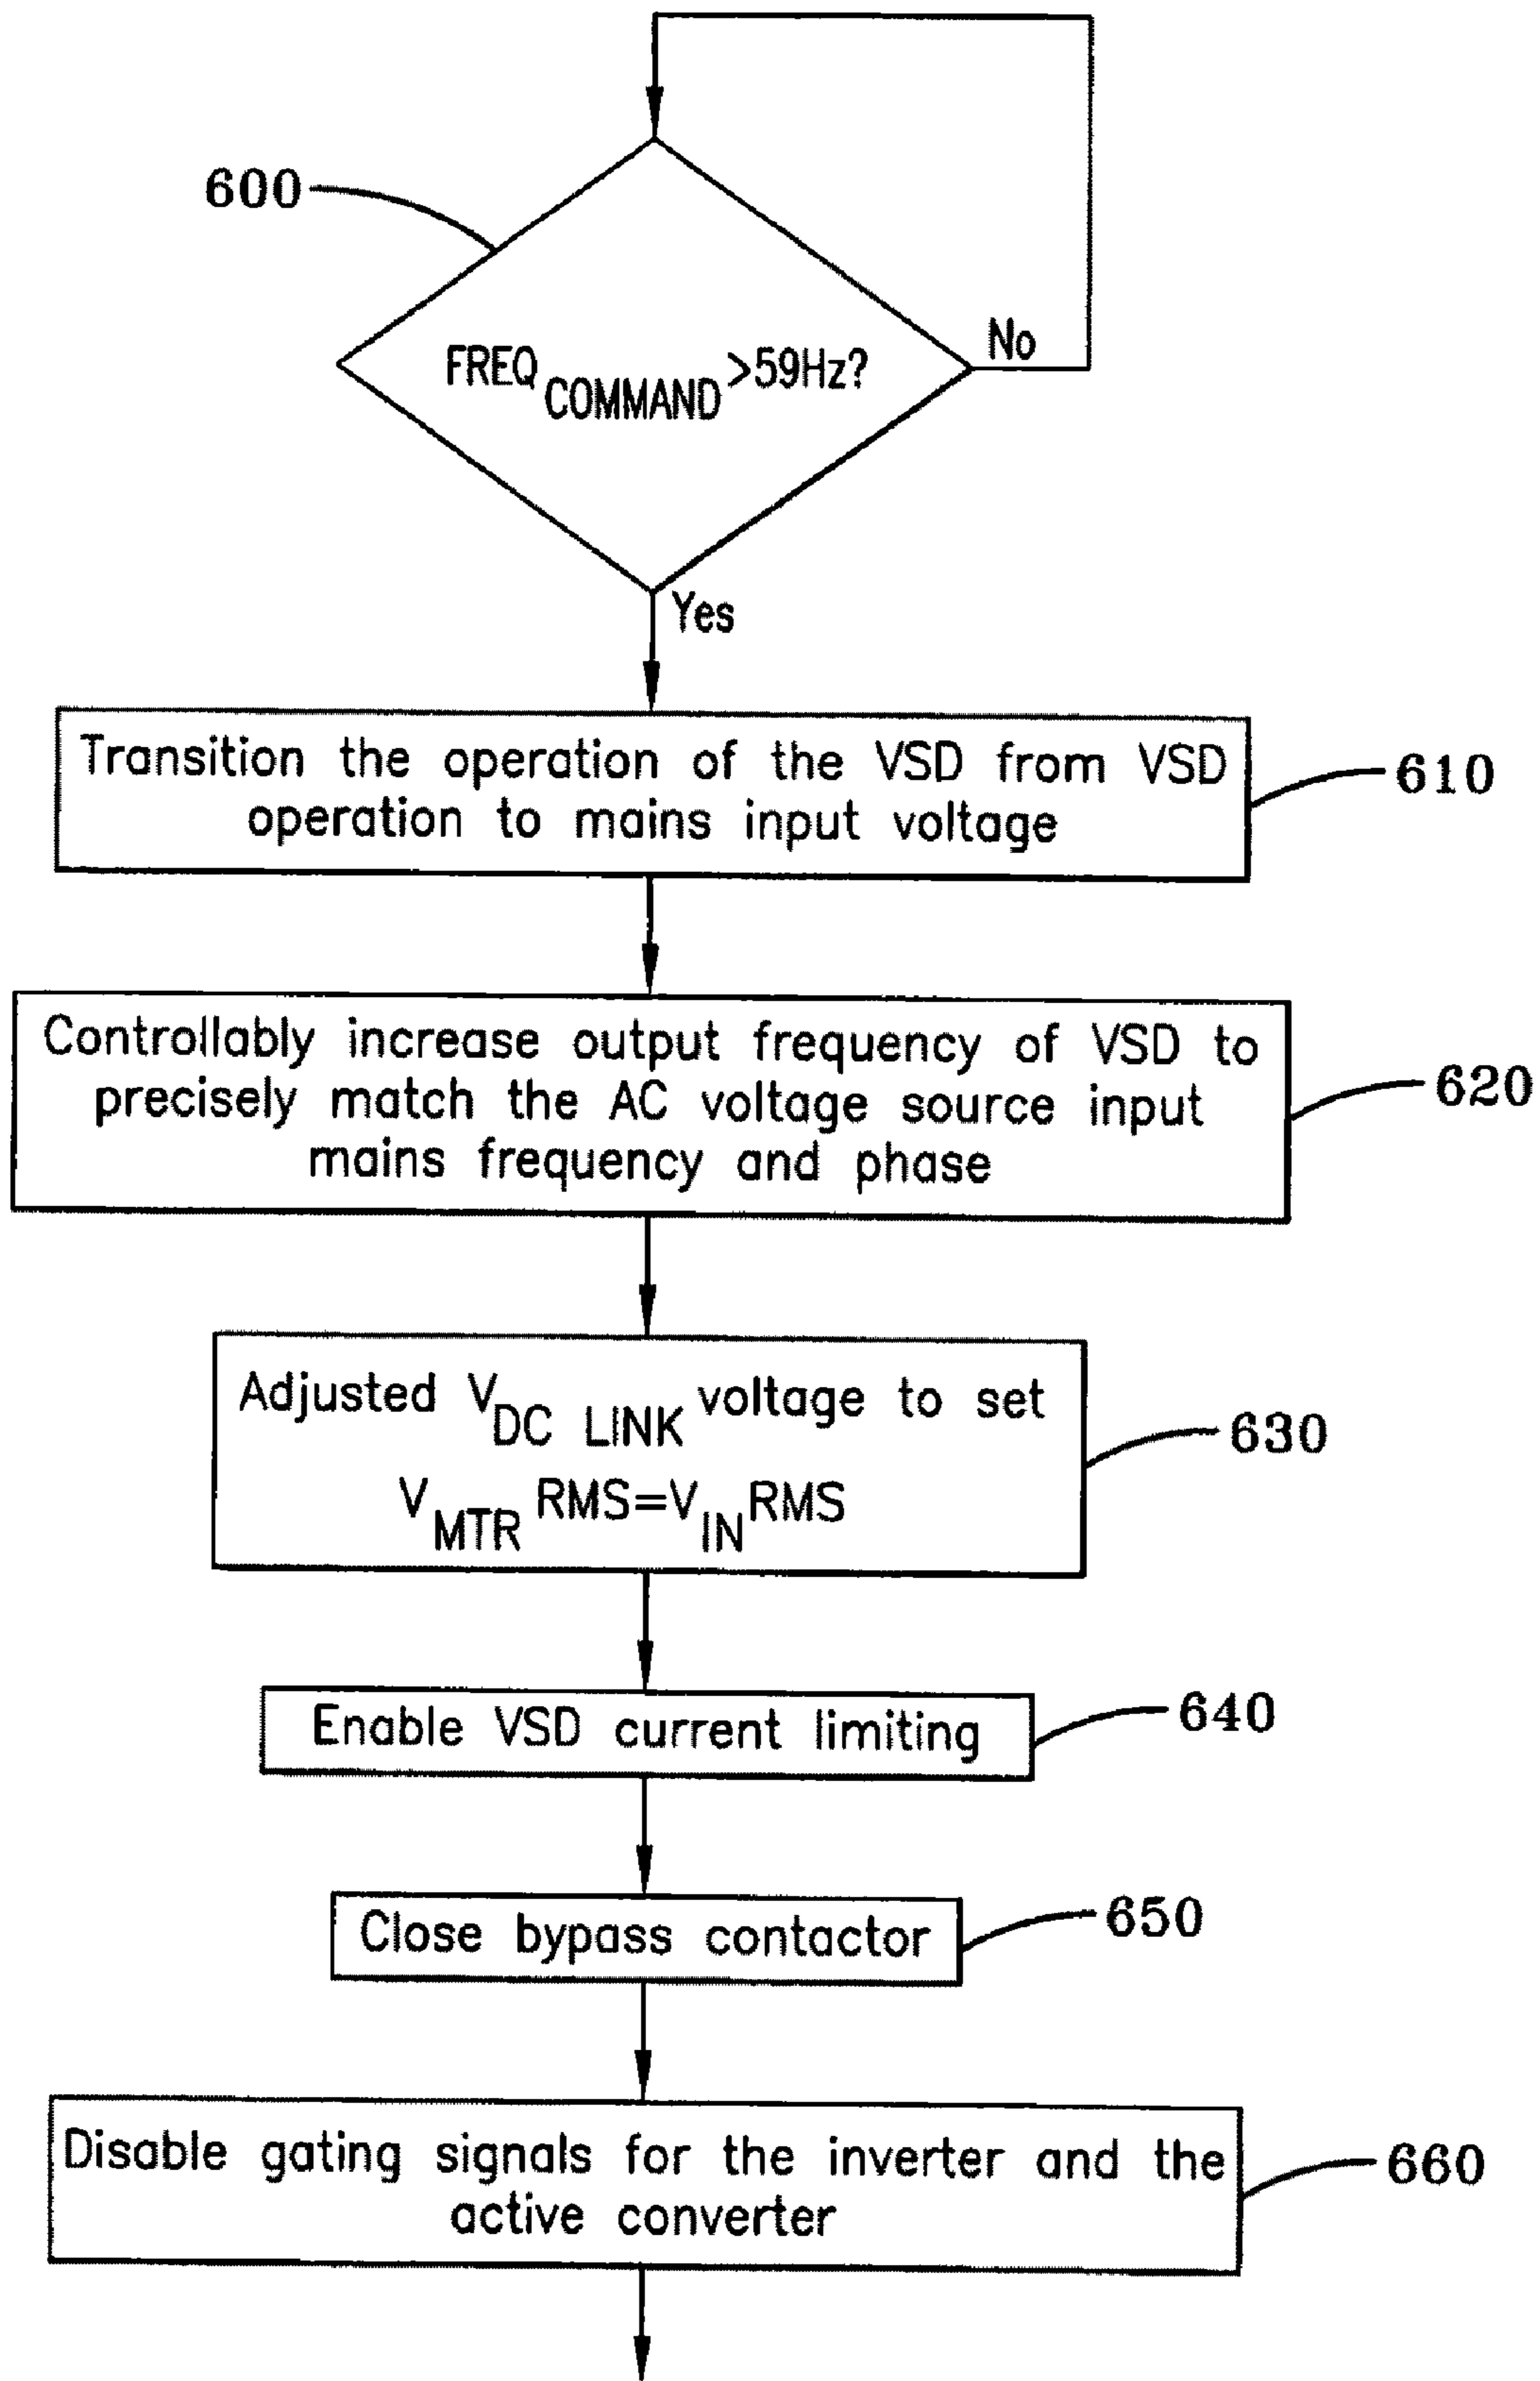 600
FREQ COMMAND >59Hz?
No
Yes
Transition the operation of the VSD from VSD
operation to mains input voltage
610
Controllably increase output frequency of VSD to
precisely match the AC voltage source input
mains frequency and phase
620
Adjusted V DC LINK voltage to set
V MTR RMS=V IN RMS
630
Enable VSD current limiting
640
Close bypass contactor
650
Disable gating signals for the inverter and the
active converter
660